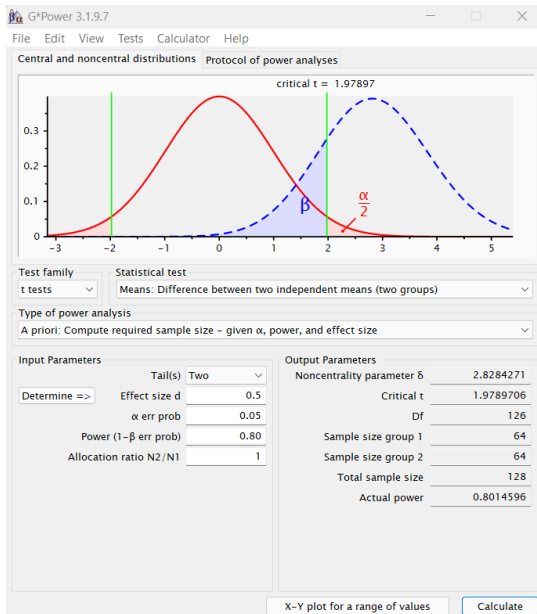 G*Power 3.1.9.7
File Edit View Tests Calculator Help
Central and noncentral distributions Protocol of power analyses
critical t = 1.97897
0.3
0.2
0.1
0
β
α
2
-3 -2 -1 0 1 2 3 4 5
Test family Statistical test
t tests Means: Difference between two independent means (two groups)
Type of power analysis
A priori: Compute required sample size - given α, power, and effect size
Input Parameters Output Parameters
Tail(s) Two Noncentrality parameter δ 2.8284271
Determine => Effect size d 0.5 Critical t 1.9789706
α err prob 0.05 Df 126
Power (1-β err prob) 0.80 Sample size group 1 64
Allocation ratio N2/N1 1 Sample size group 2 64
Total sample size 128
Actual power 0.8014596
X-Y plot for a range of values Calculate